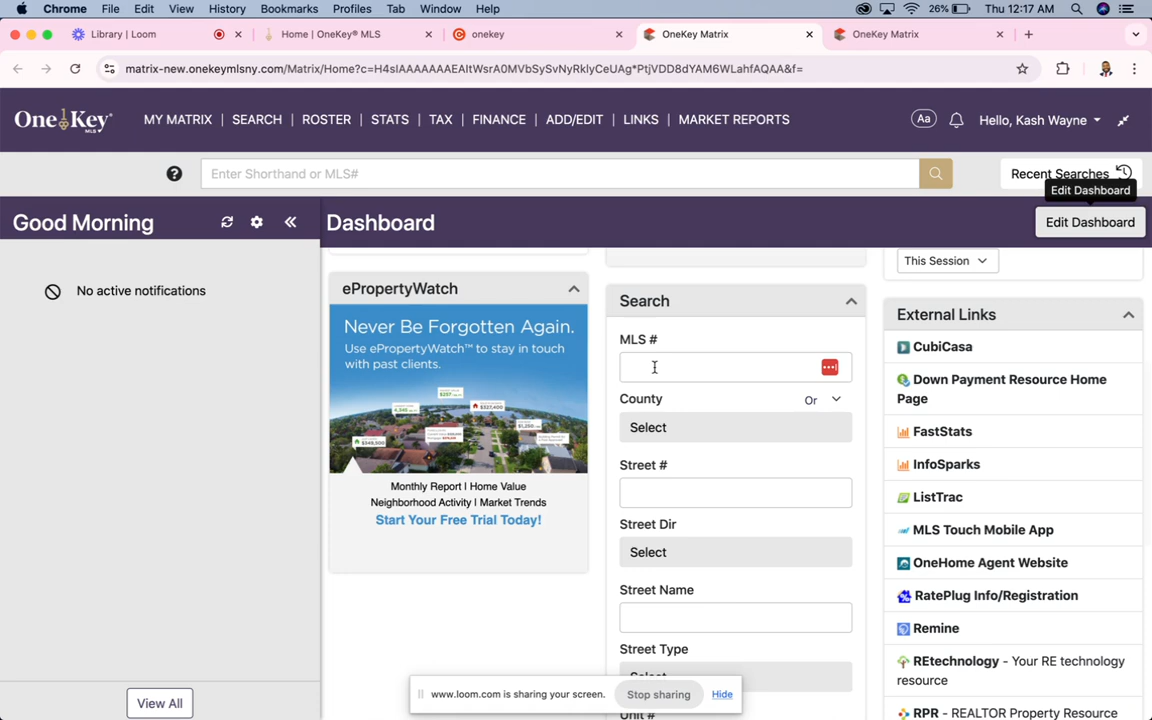 Chrome File Edit View History Bookmarks Profiles Tab Window Help 26% Thu 12:17 AM
Library | Loom Home | OneKey® MLS onekey OneKey Matrix OneKey Matrix
matrix-new.onekeymlsny.com/Matrix/Home?c=H4sIAAAAAAAEAItWsrA0MVbSySvNyRklyCeUAg*PtjVDD8dYAM6WLahfAQAA&f=
One Key® MLS MY MATRIX | SEARCH | ROSTER | STATS | TAX | FINANCE | ADD/EDIT | LINKS | MARKET REPORTS Aa Hello, Kash Wayne
? Enter Shorthand or MLS# Recent Searches
Edit Dashboard
Good Morning Dashboard Edit Dashboard
No active notifications
ePropertyWatch
Never Be Forgotten Again.
Use ePropertyWatch™ to stay in touch
with past clients.
Monthly Report | Home Value
Neighborhood Activity | Market Trends
Start Your Free Trial Today!
Search
MLS #
County Or
Select
Street #
Street Dir
Select
Street Name
Street Type
Select
Unit #
This Session
External Links
CubiCasa
Down Payment Resource Home
Page
FastStats
InfoSparks
ListTrac
MLS Touch Mobile App
OneHome Agent Website
RatePlug Info/Registration
Remine
REtechnology - Your RE technology
resource
RPR - REALTOR Property Resource
View All
www.loom.com is sharing your screen. Stop sharing Hide